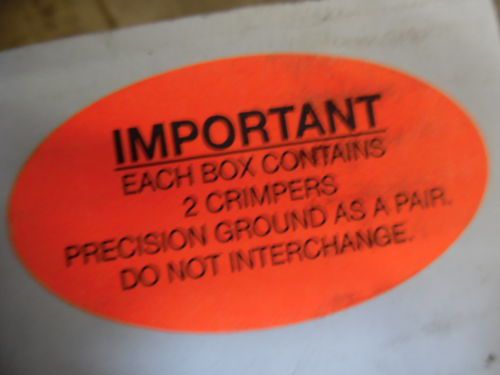 IMPORTANT
EACH BOX CONTAINS
2 CRIMPERS
PRECISION GROUND AS A PAIR.
DO NOT INTERCHANGE.